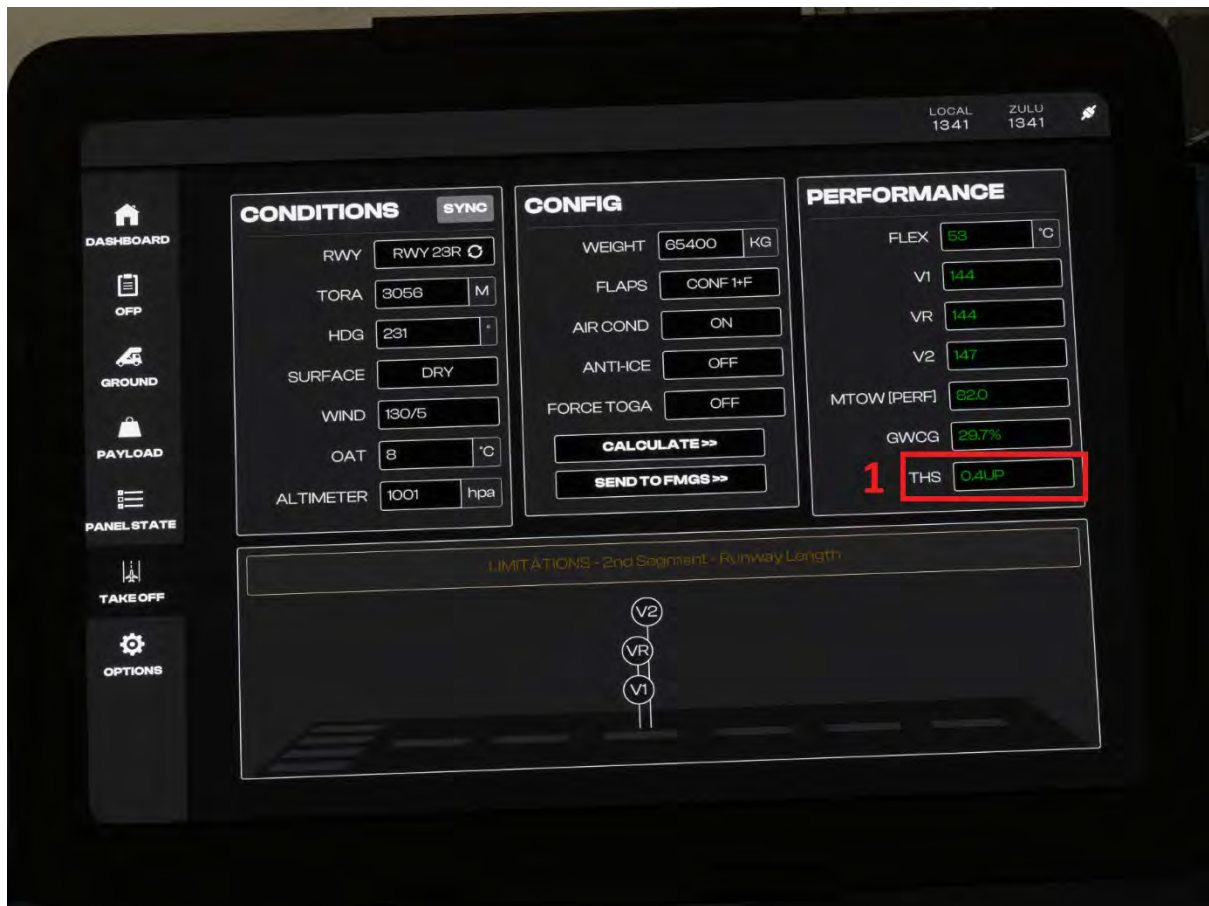 LOCAL ZULU
1341 1341
DASHBOARD
OFP
GROUND
PAYLOAD
PANEL STATE
TAKE OFF
OPTIONS
CONDITIONS SYNC
RWY RWY 23R
TORA 3056 M
HDG 231 °
SURFACE DRY
WIND 130/5
OAT 8 °C
ALTIMETER 1001 hpa
CONFIG
WEIGHT 65400 KG
FLAPS CONF 1+F
AIR COND ON
ANTI-ICE OFF
FORCE TOGA OFF
CALCULATE >>
SEND TO FMGS >>
PERFORMANCE
FLEX 53 °C
V1 144
VR 144
V2 147
MTOW [PERF] 82.0
GWCG 29.7%
1 THS 0.4UP
LIMITATIONS - 2nd Segment - Runway Length
V2
VR
V1